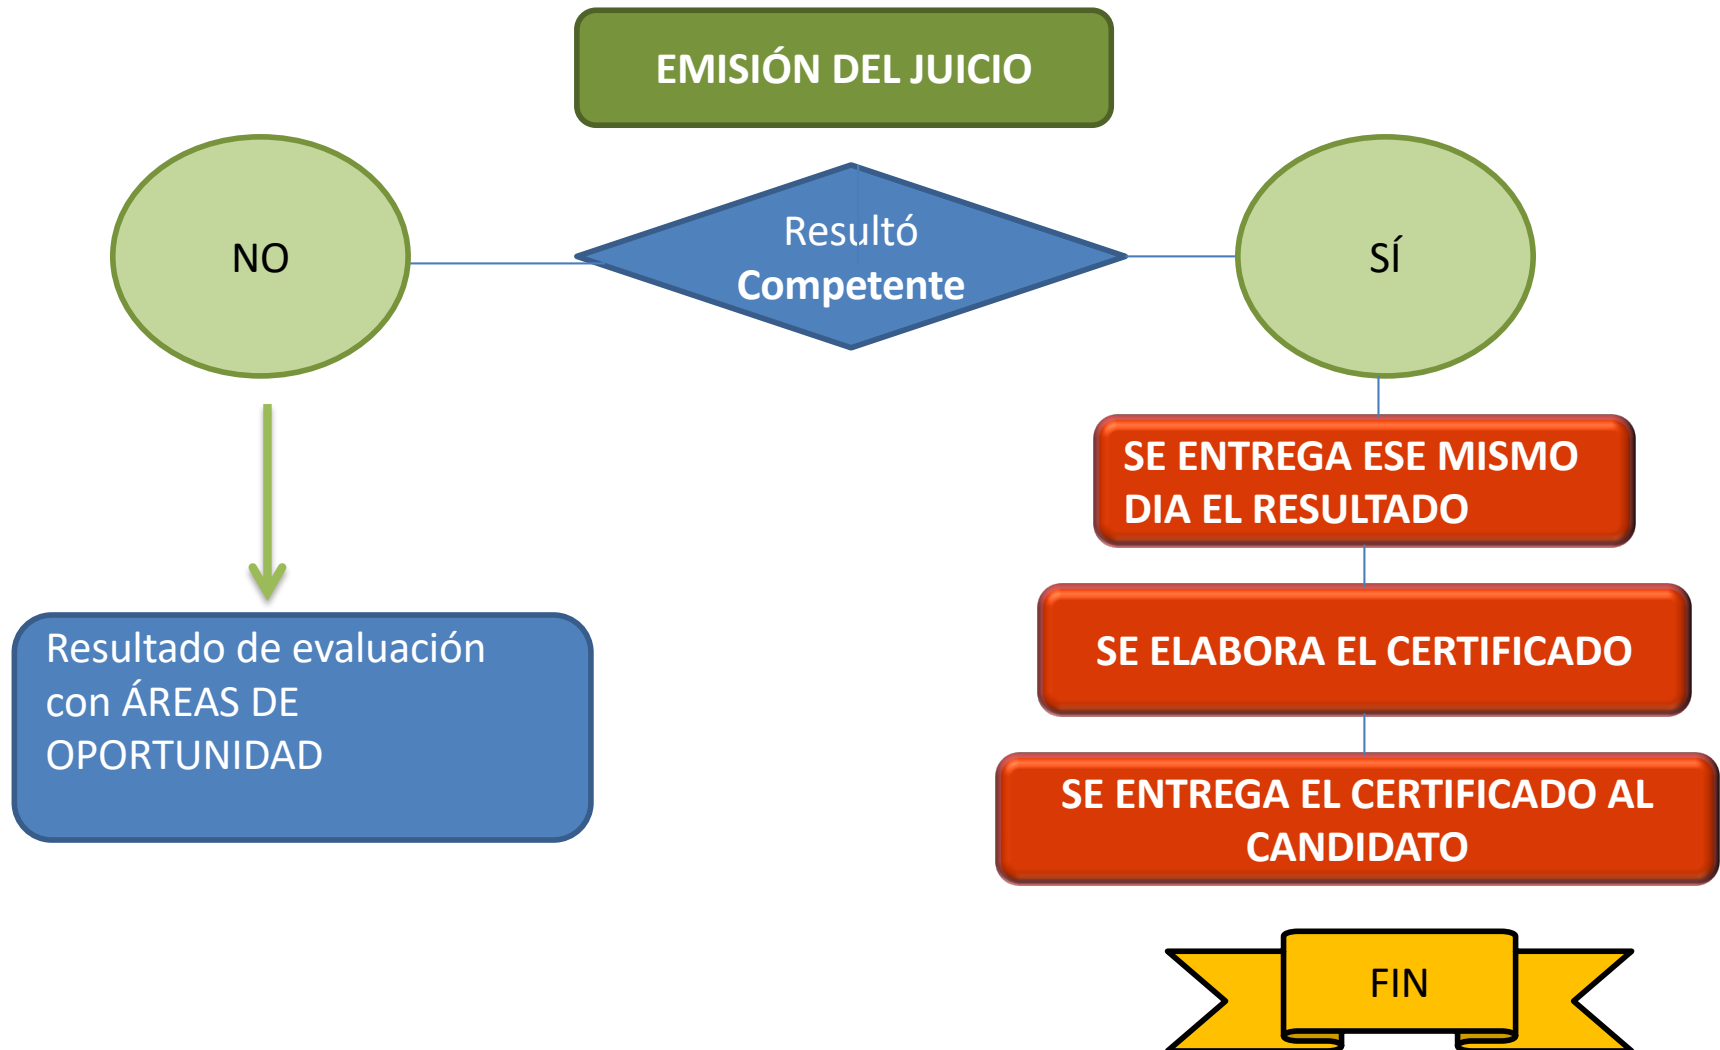 EMISIÓN DEL JUICIO
NO
Resultó
Competente
SÍ
SE ENTREGA ESE MISMO
DIA EL RESULTADO
Resultado de evaluación
con ÁREAS DE
OPORTUNIDAD
SE ELABORA EL CERTIFICADO
SE ENTREGA EL CERTIFICADO AL
CANDIDATO
FIN